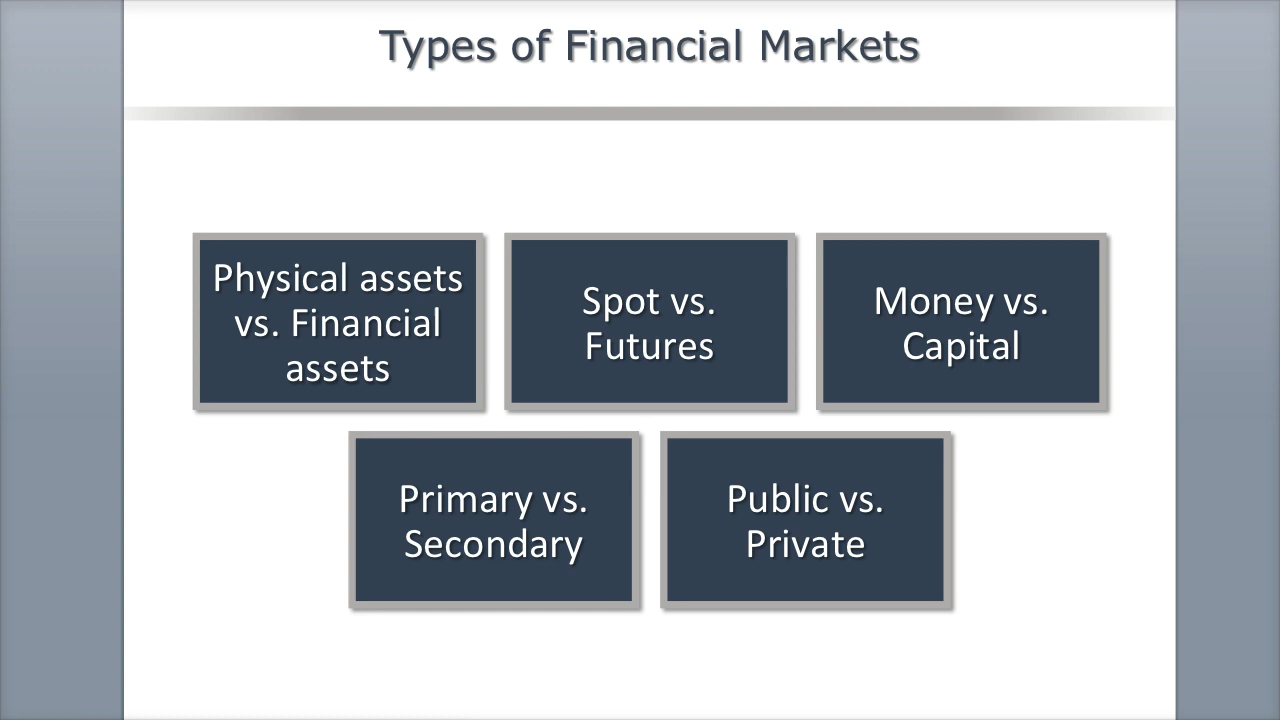 Types of Financial Markets
Physical assets
vs. Financial
assets
Spot vs.
Futures
Money vs.
Capital
Primary vs.
Secondary
Public vs.
Private